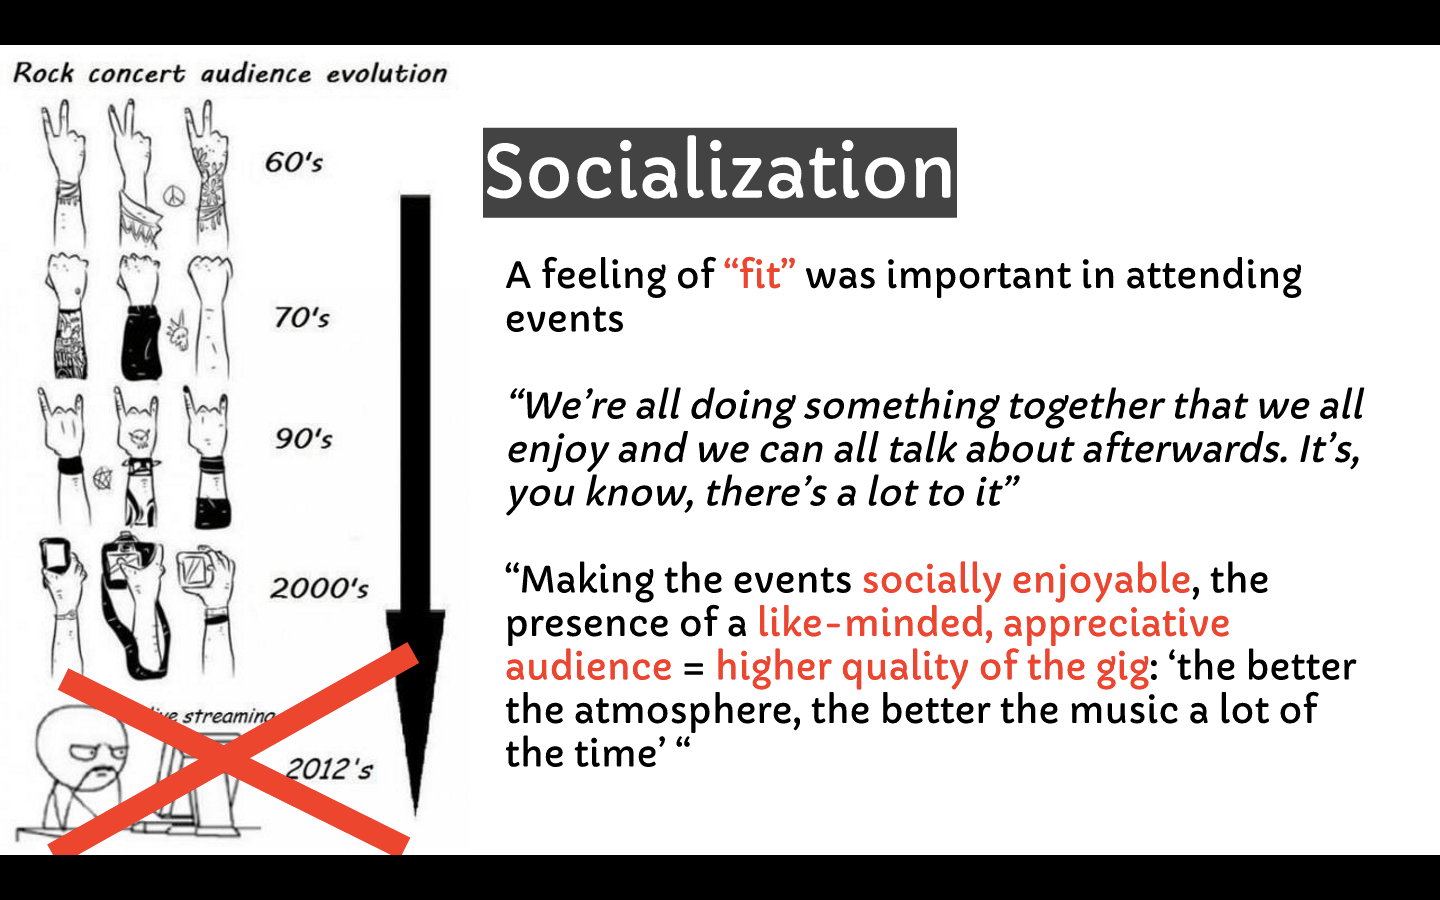 Rock concert audience evolution
60's
70's
90's
2000's
streaming
2012's
Socialization
A feeling of “fit” was important in attending
events
“We’re all doing something together that we all
enjoy and we can all talk about afterwards. It’s,
you know, there’s a lot to it”
“Making the events socially enjoyable, the
presence of a like-minded, appreciative
audience = higher quality of the gig: ‘the better
the atmosphere, the better the music a lot of
the time’ “